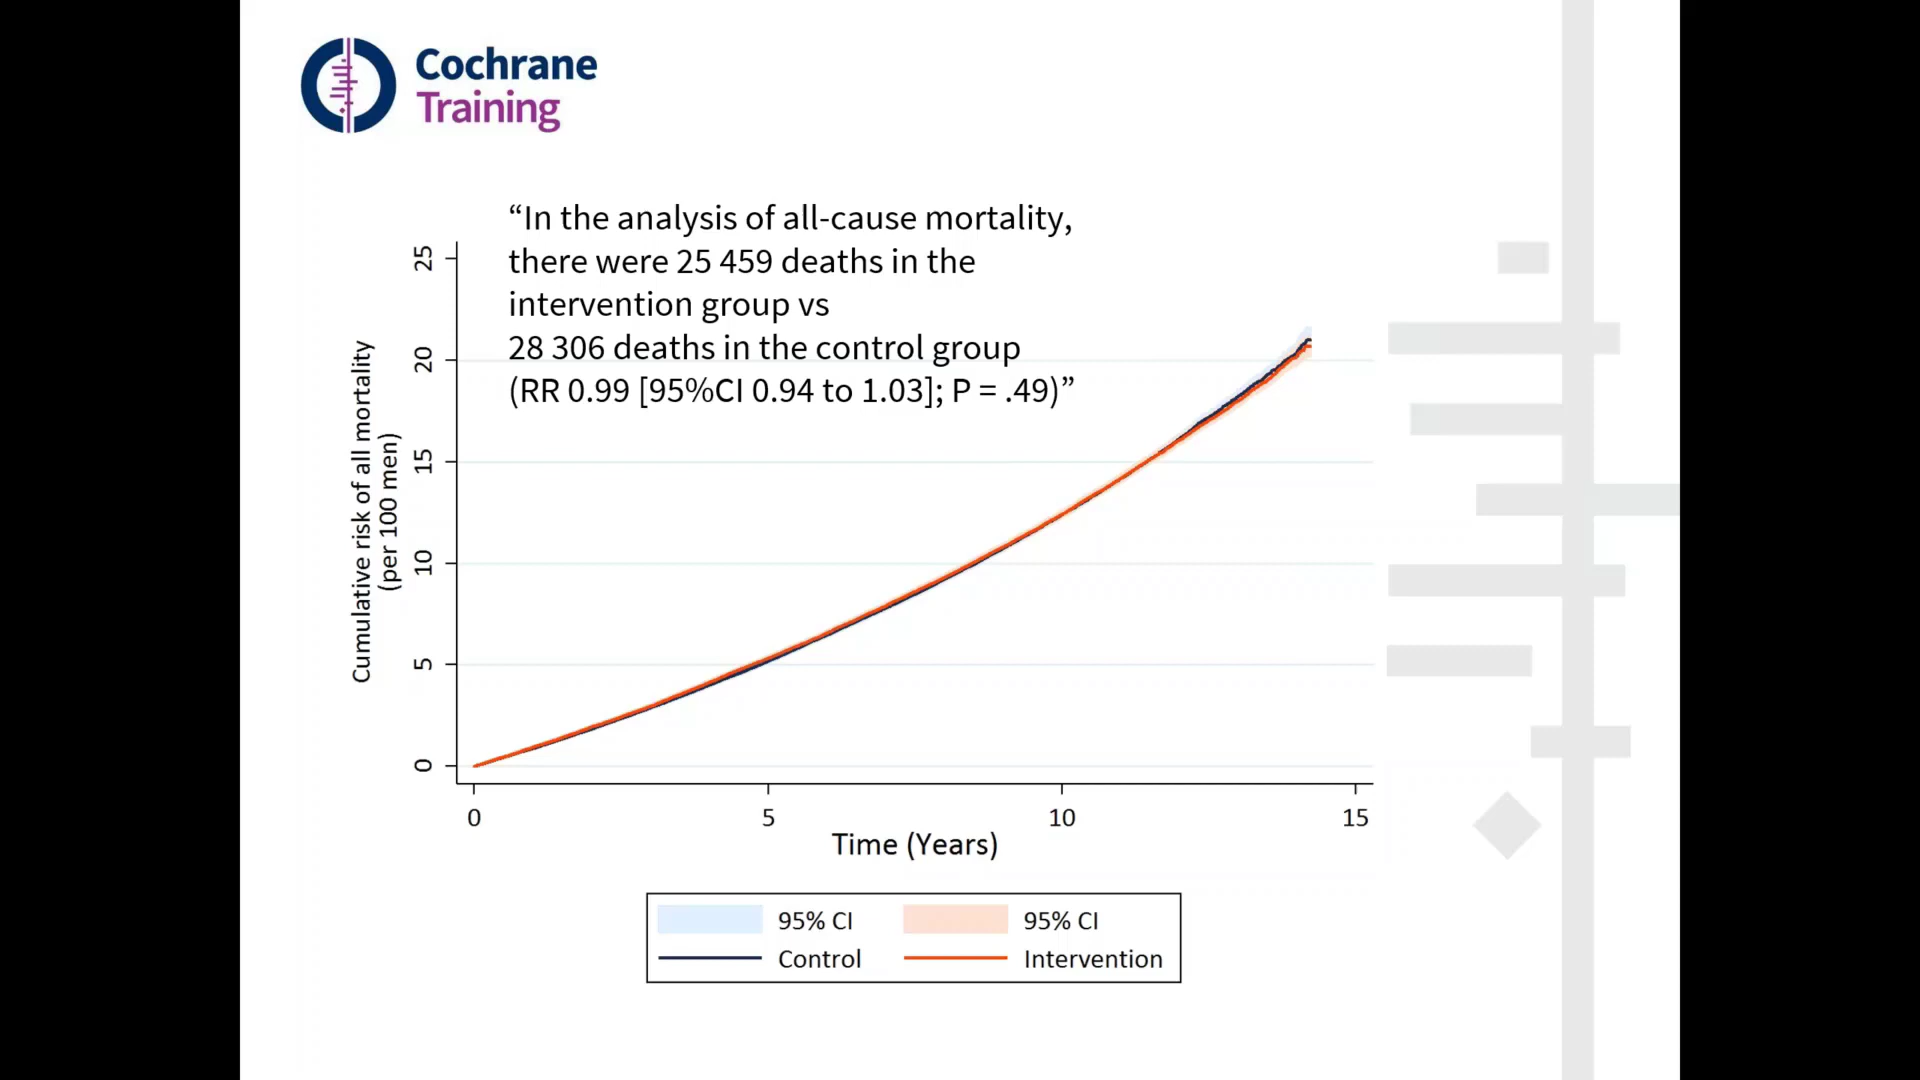 Cochrane
Training
“In the analysis of all-cause mortality,
there were 25 459 deaths in the
intervention group vs
28 306 deaths in the control group
(RR 0.99 [95%CI 0.94 to 1.03]; P = .49)”
Cumulative risk of all mortality
(per 100 men)
25
20
15
10
5
0
0 5 10 15
Time (Years)
95% CI 95% CI
Control Intervention